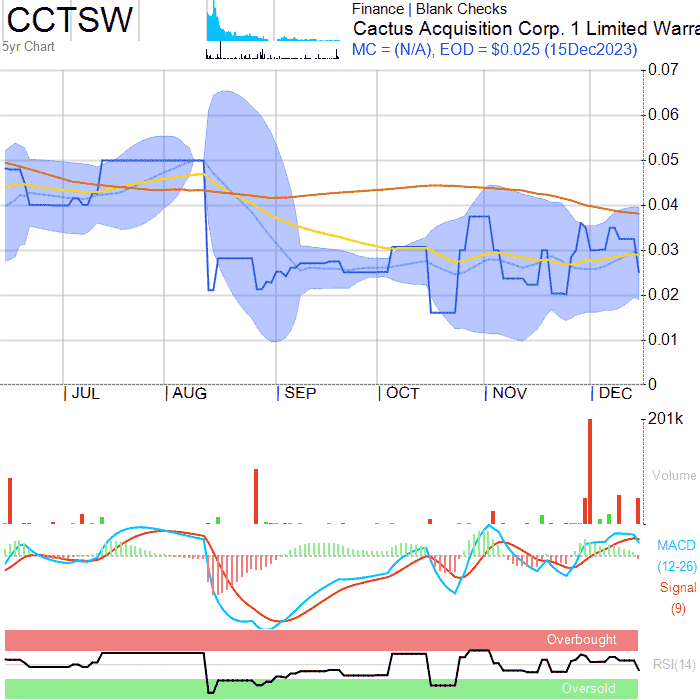 CCTSW
5yr Chart
Finance | Blank Checks
Cactus Acquisition Corp. 1 Limited Warra
MC = (N/A), EOD = $0.025 (15Dec2023)
0.07
0.06
0.05
0.04
0.03
0.02
0.01
0
JUL AUG SEP OCT NOV DEC
201k
Volume
MACD
(12-26)
Signal
(9)
Overbought
RSI(14)
Oversold